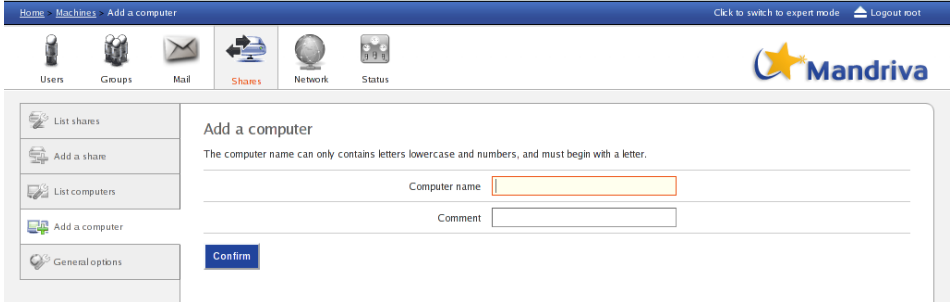 Home > Machines > Add a computer
Click to switch to expert mode Logout root
Users Groups Mail Shares Network Status
Mandriva
List shares
Add a share
List computers
Add a computer
General options
Add a computer
The computer name can only contains letters lowercase and numbers, and must begin with a letter.
Computer name
Comment
Confirm